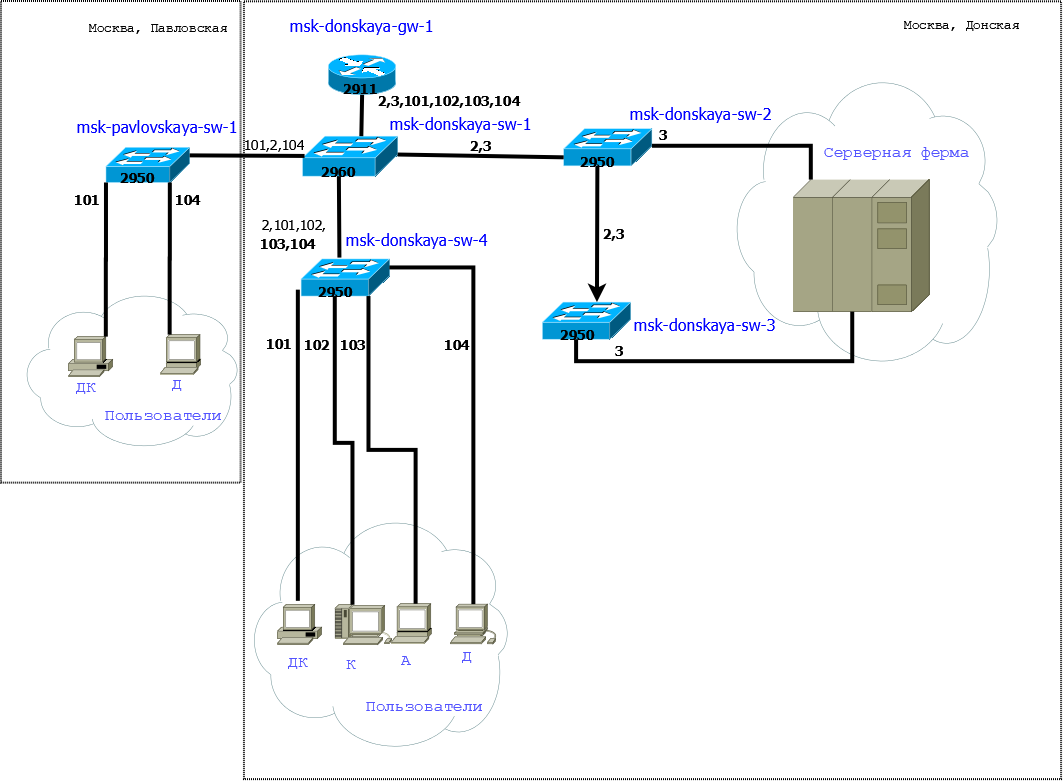 Москва, Павловская
msk-donskaya-gw-1
Москва, Донская
2911
2,3,101,102,103,104
msk-pavlovskaya-sw-1
msk-donskaya-sw-1
msk-donskaya-sw-2
101,2,104
2,3
3
Серверная ферма
2950
2960
2950
101
104
2,101,102,
103,104
msk-donskaya-sw-4
2,3
2950
2950
msk-donskaya-sw-3
101
102
103
104
3
ДК
Д
Пользователи
ДК
К
А
Д
Пользователи